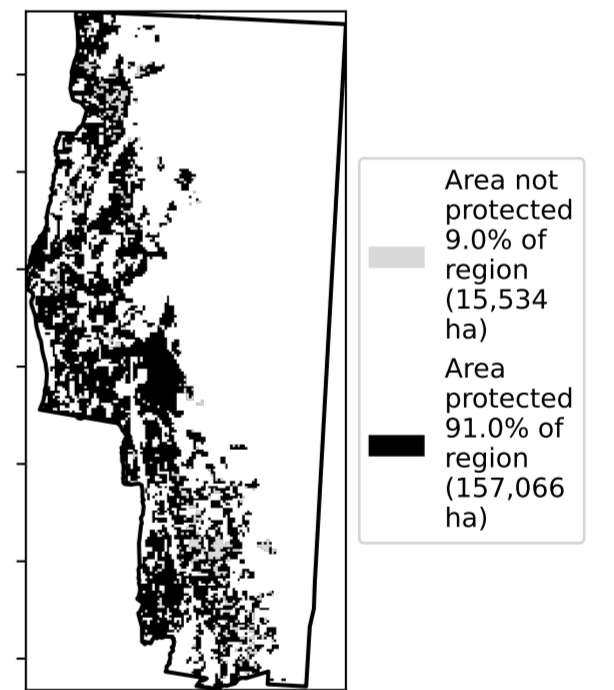 Area not
protected
9.0% of
region
(15,534
ha)
Area
protected
91.0% of
region
(157,066
ha)